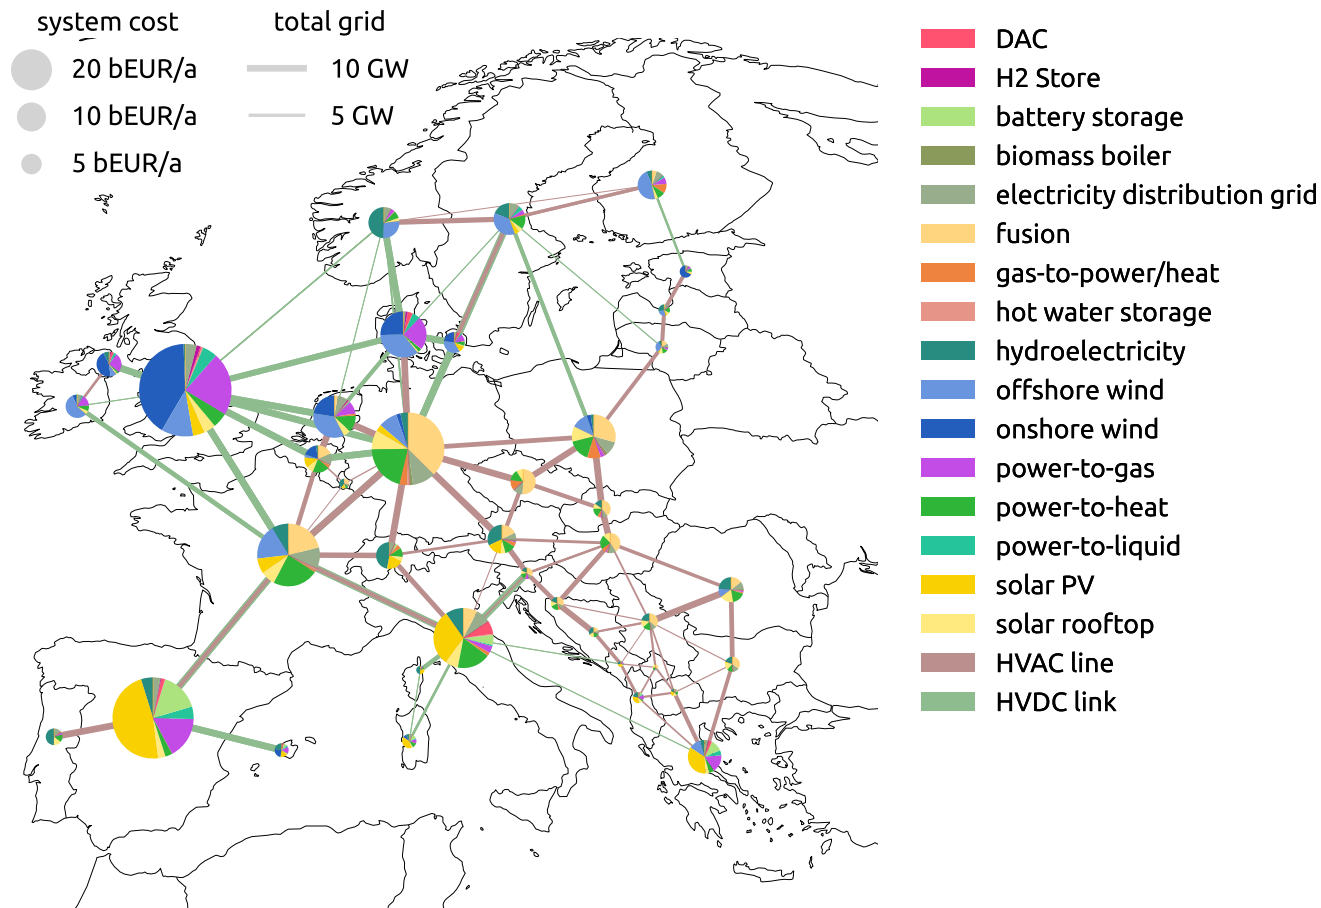 system cost
20 bEUR/a
10 bEUR/a
5 bEUR/a
total grid
10 GW
5 GW
DAC
H2 Store
battery storage
biomass boiler
electricity distribution grid
fusion
gas-to-power/heat
hot water storage
hydroelectricity
offshore wind
onshore wind
power-to-gas
power-to-heat
power-to-liquid
solar PV
solar rooftop
HVAC line
HVDC link